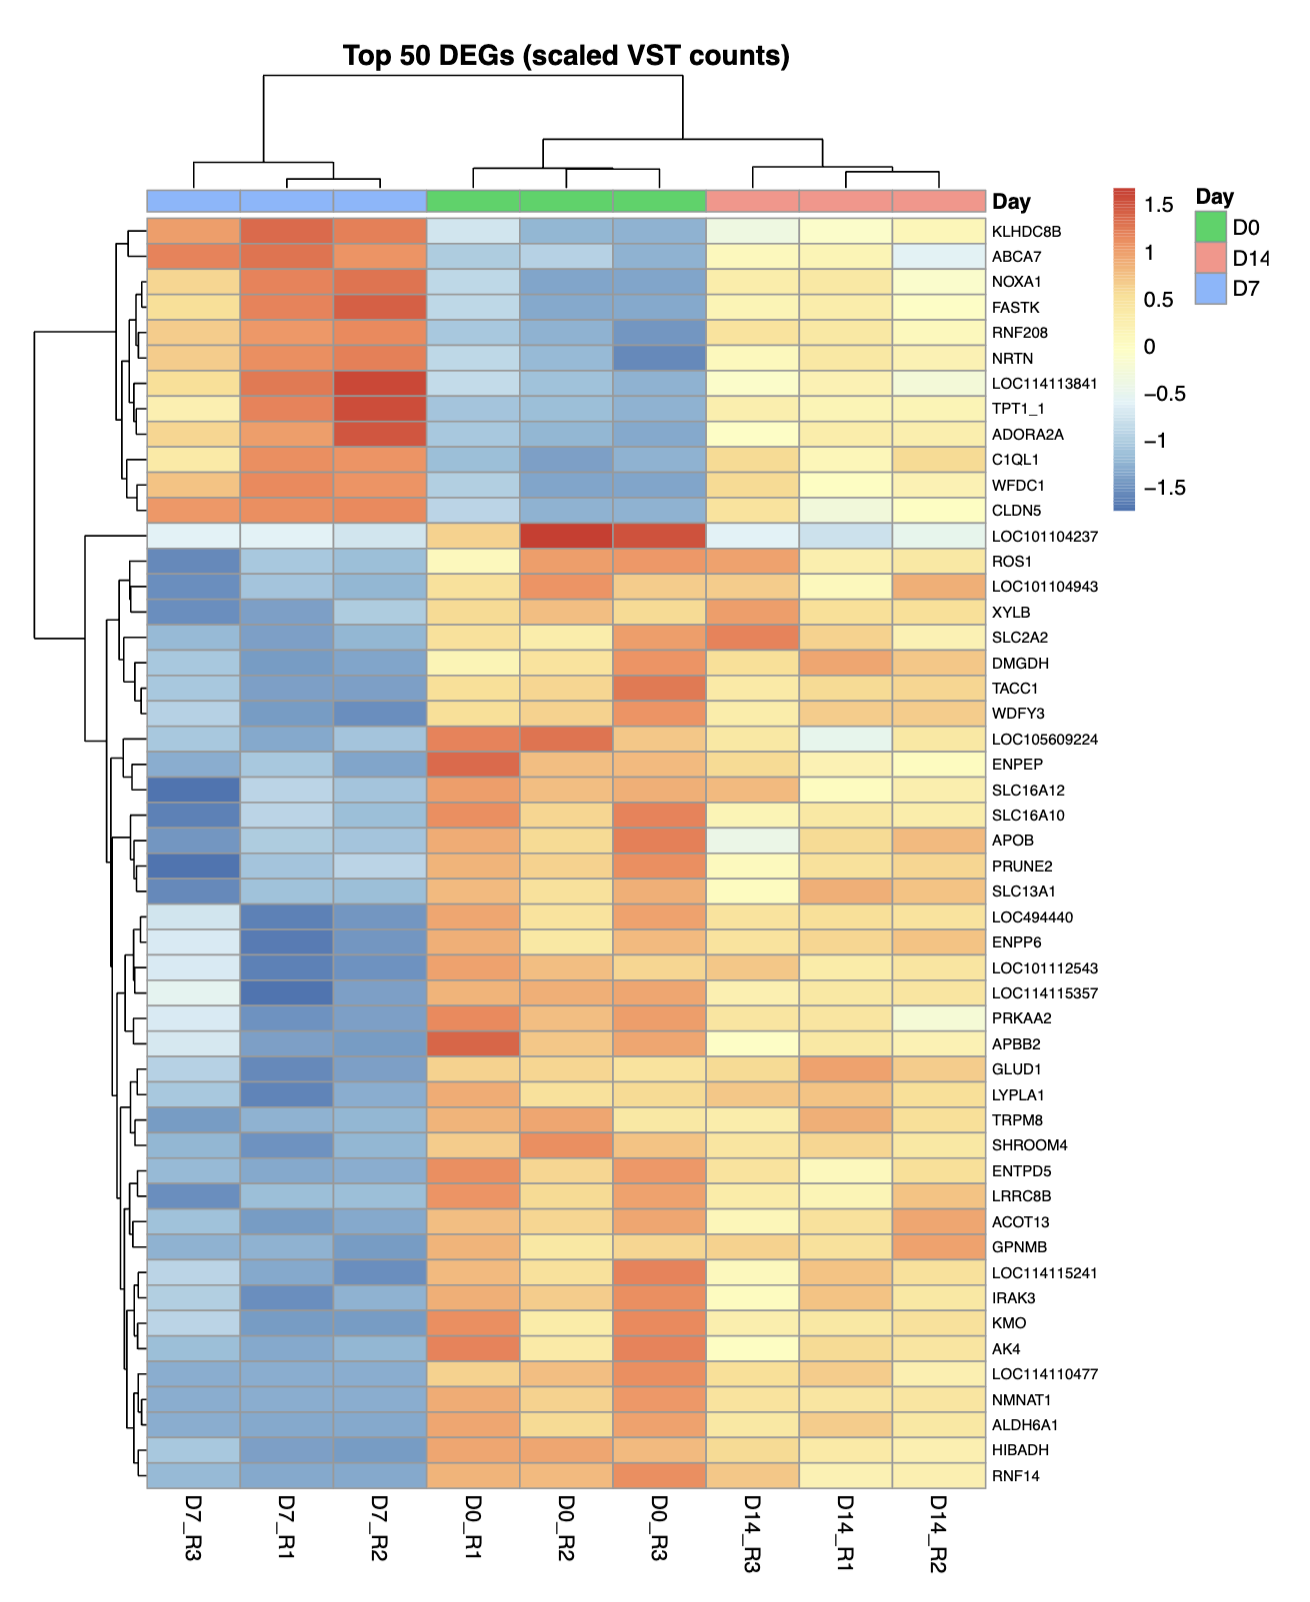 Top 50 DEGs (scaled VST counts)
Day
KLHDC8B
ABCA7
NOXA1
FASTK
RNF208
NRTN
LOC114113841
TPT1_1
ADORA2A
C1QL1
WFDC1
CLDN5
LOC101104237
ROS1
LOC101104943
XYLB
SLC2A2
DMGDH
TACC1
WDFY3
LOC105609224
ENPEP
SLC16A12
SLC16A10
APOB
PRUNE2
SLC13A1
LOC494440
ENPP6
LOC101112543
LOC114115357
PRKAA2
APBB2
GLUD1
LYPLA1
TRPM8
SHROOM4
ENTPD5
LRRC8B
ACOT13
GPNMB
LOC114115241
IRAK3
KMO
AK4
LOC114110477
NMNAT1
ALDH6A1
HIBADH
RNF14
D7_R3
D7_R1
D7_R2
D0_R1
D0_R2
D0_R3
D14_R3
D14_R1
D14_R2
1.5
1
0.5
0
−0.5
−1
−1.5
Day
D0
D14
D7